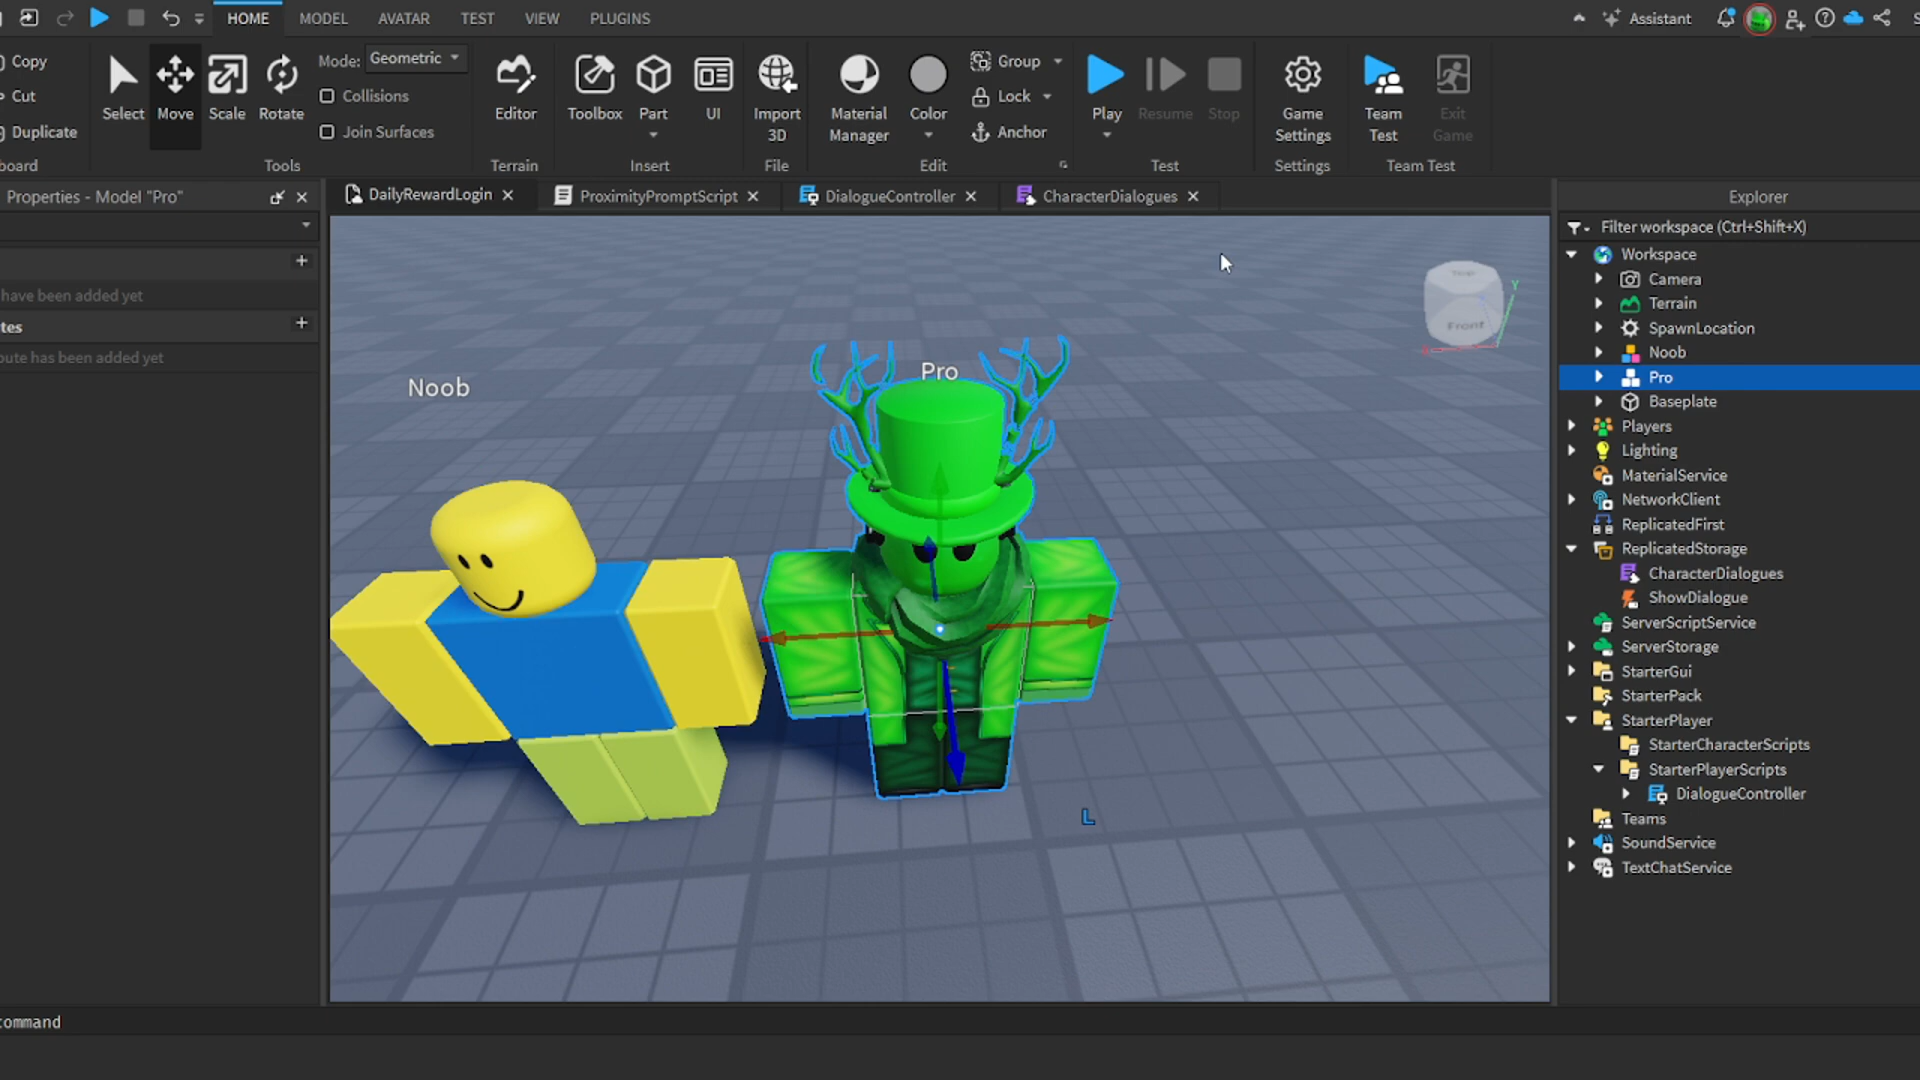 HOME MODEL AVATAR TEST VIEW PLUGINS Assistant
Copy
Cut
Duplicate
board
Select Move Scale Rotate
Mode: Geometric
Collisions
Join Surfaces
Tools
Editor
Terrain
Toolbox Part UI
Insert
Import
3D
File
Material
Manager
Color
Group
Lock
Anchor
Edit
Play Resume Stop
Test
Game
Settings
Settings
Team
Test
Exit
Game
Team Test
Properties - Model "Pro"
DailyRewardLogin ProximityPromptScript DialogueController CharacterDialogues
have been added yet
tes
bute has been added yet
Noob
Pro
Top
Front
Y
L
Explorer
Filter workspace (Ctrl+Shift+X)
Workspace
Camera
Terrain
SpawnLocation
Noob
Pro
Baseplate
Players
Lighting
MaterialService
NetworkClient
ReplicatedFirst
ReplicatedStorage
CharacterDialogues
ShowDialogue
ServerScriptService
ServerStorage
StarterGui
StarterPack
StarterPlayer
StarterCharacterScripts
StarterPlayerScripts
DialogueController
Teams
SoundService
TextChatService
command